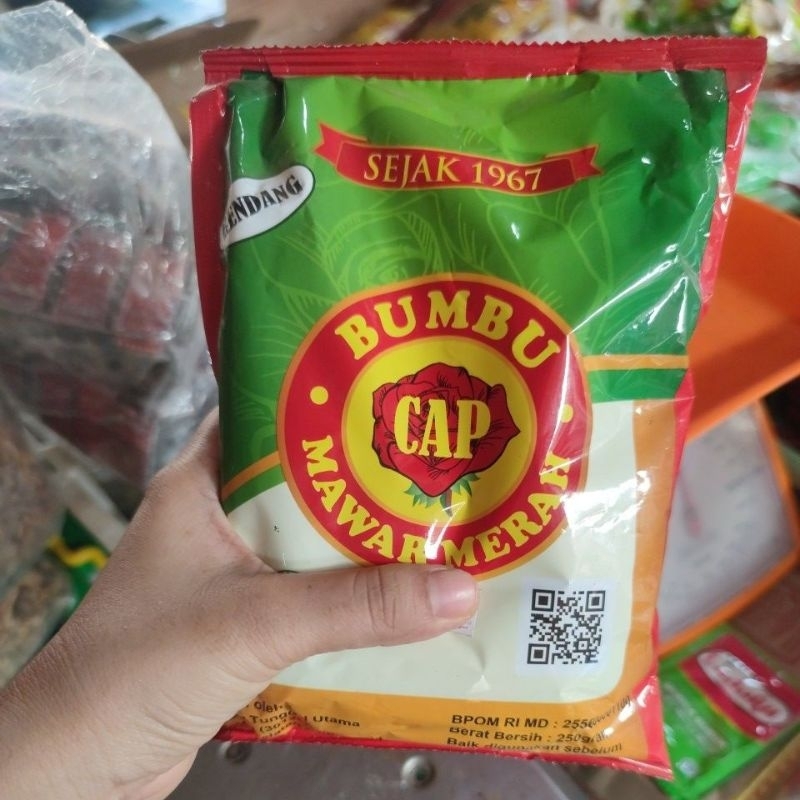 SEJAK 1967
RENDANG
BUMBU
CAP
MAWAR MERAH
Utama
BPOM RI MD :
Berat Bersih :
Baik digunakan sebelum